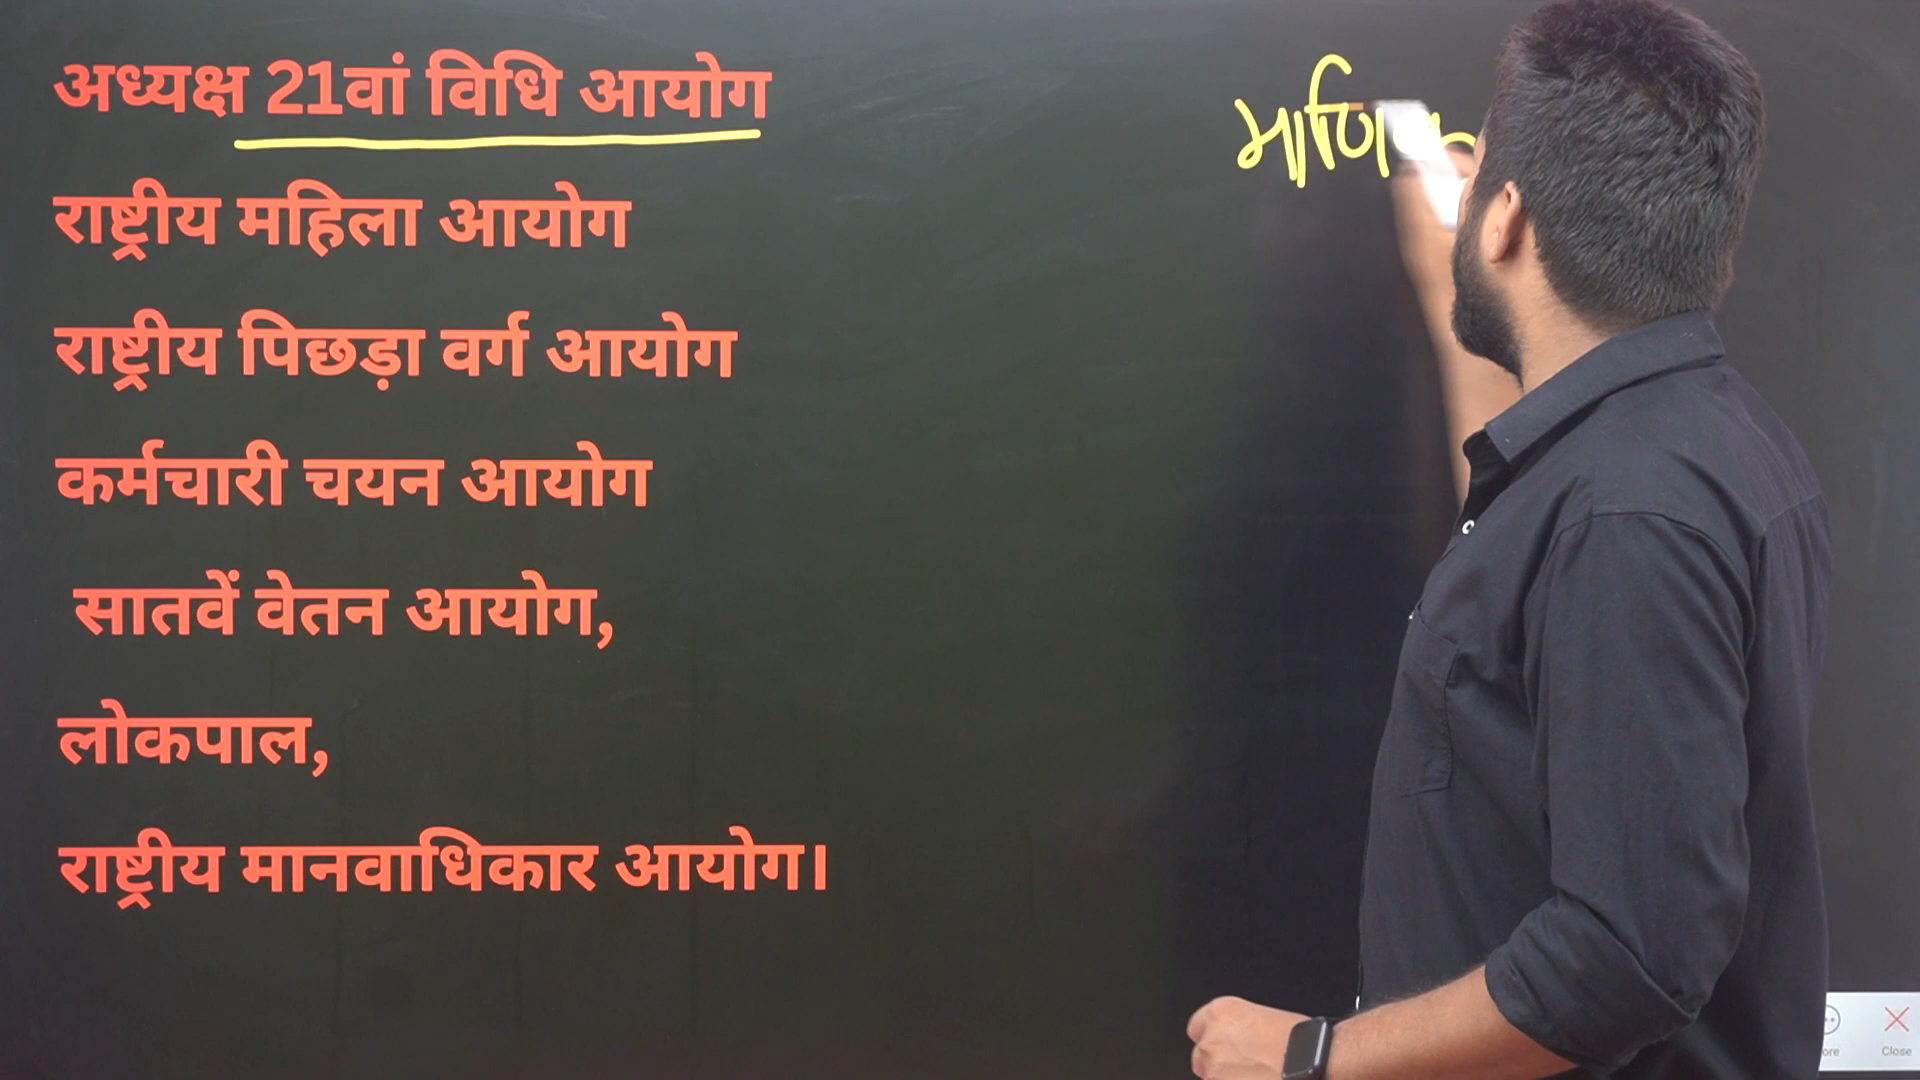 अध्यक्ष 21वां विधि आयोग
राष्ट्रीय महिला आयोग
राष्ट्रीय पिछड़ा वर्ग आयोग
कर्मचारी चयन आयोग
सातवें वेतन आयोग,
लोकपाल,
राष्ट्रीय मानवाधिकार आयोग।
Close